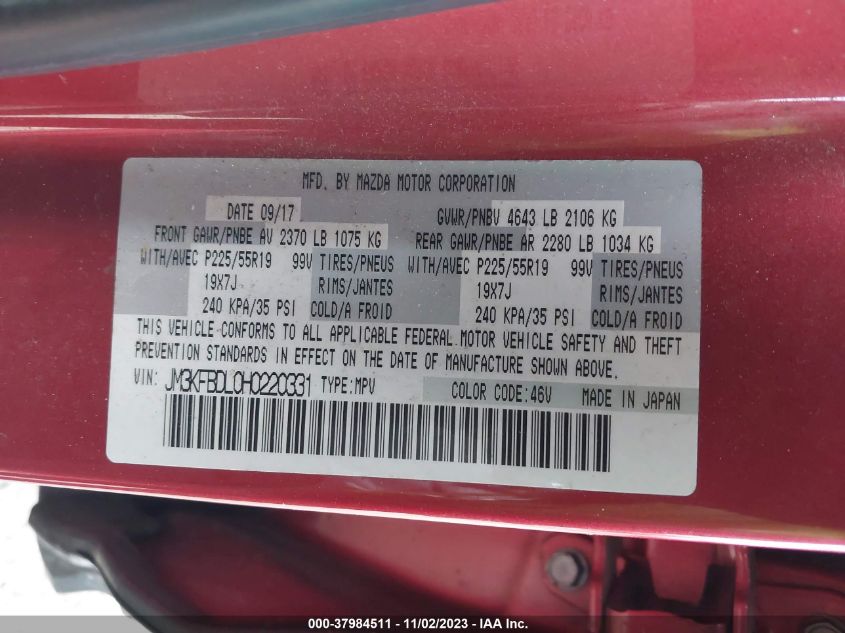 MFD. BY MAZDA MOTOR CORPORATION
DATE 09/17 GVWR/PNBV 4643 LB 2106 KG
FRONT GAWR/PNBE AV 2370 LB 1075 KG REAR GAWR/PNBE AR 2280 LB 1034 KG
WITH/AVEC P225/55R19 99V TIRES/PNEUS WITH/AVEC P225/55R19 99V TIRES/PNEUS
19X7J RIMS/JANTES 19X7J RIMS/JANTES
240 KPA/35 PSI COLD/A FROID 240 KPA/35 PSI COLD/A FROID
THIS VEHICLE CONFORMS TO ALL APPLICABLE FEDERAL MOTOR VEHICLE SAFETY AND THEFT
PREVENTION STANDARDS IN EFFECT ON THE DATE OF MANUFACTURE SHOWN ABOVE.
VIN: JM3KFBDL0H0220331 TYPE:MPV COLOR CODE:46V MADE IN JAPAN
000-37984511 - 11/02/2023 - © IAA Inc.